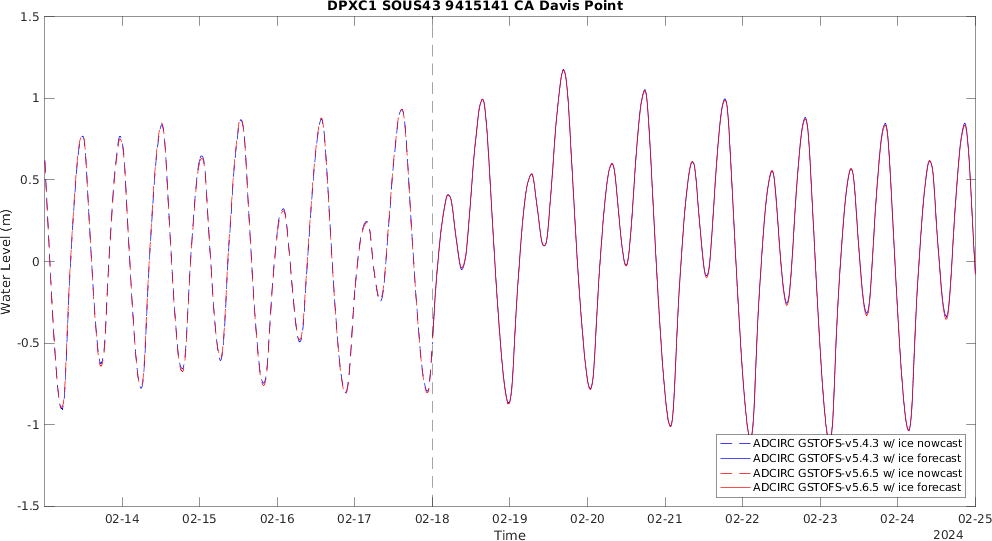 DPXC1 SOUS43 9415141 CA Davis Point
1.5
1
0.5
0
-0.5
-1
-1.5
Water Level (m)
ADCIRC GSTOFS-v5.4.3 w/ ice nowcast
ADCIRC GSTOFS-v5.4.3 w/ ice forecast
ADCIRC GSTOFS-v5.6.5 w/ ice nowcast
ADCIRC GSTOFS-v5.6.5 w/ ice forecast
02-14 02-15 02-16 02-17 02-18 02-19 02-20 02-21 02-22 02-23 02-24 02-25
Time
2024